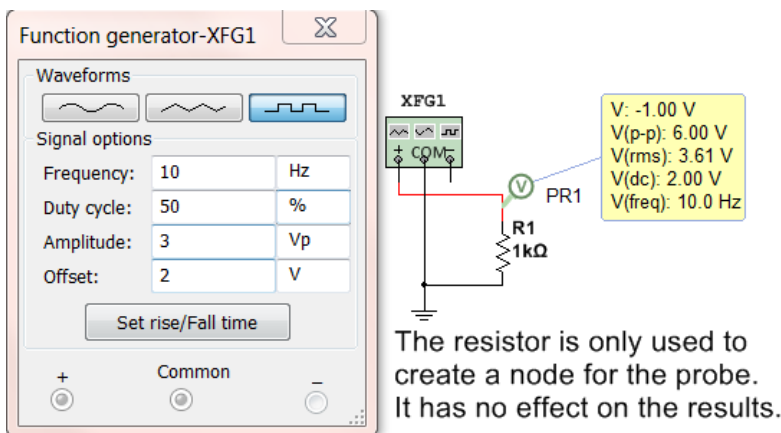 Function generator-XFG1
Waveforms
Signal options
Frequency: 10 Hz
Duty cycle: 50 %
Amplitude: 3 Vp
Offset: 2 V
Set rise/Fall time
+ Common −
XFG1
+ COM −
PR1
V: -1.00 V
V(p-p): 6.00 V
V(rms): 3.61 V
V(dc): 2.00 V
V(freq): 10.0 Hz
V
R1
1kΩ
The resistor is only used to
create a node for the probe.
It has no effect on the results.